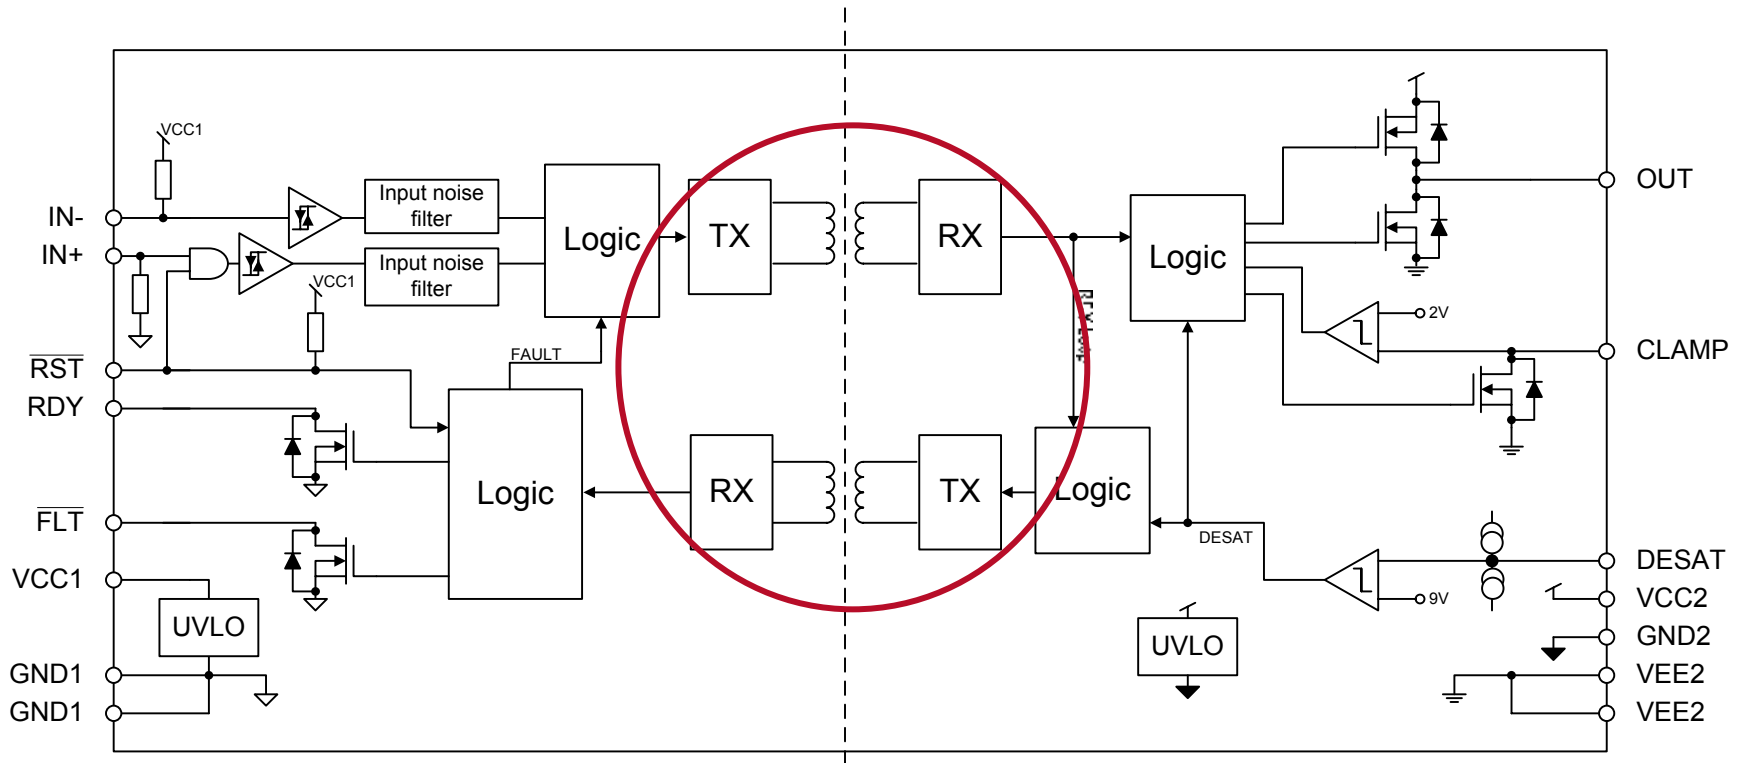 VCC1
IN-
IN+
RST
RDY
FLT
VCC1
GND1
GND1
Input noise
filter
Input noise
filter
VCC1
Logic
TX
RX
Logic
FAULT
Logic
RX
TX
Logic
UVLO
UVLO
DESAT
2V
9V
OUT
CLAMP
DESAT
VCC2
GND2
VEE2
VEE2